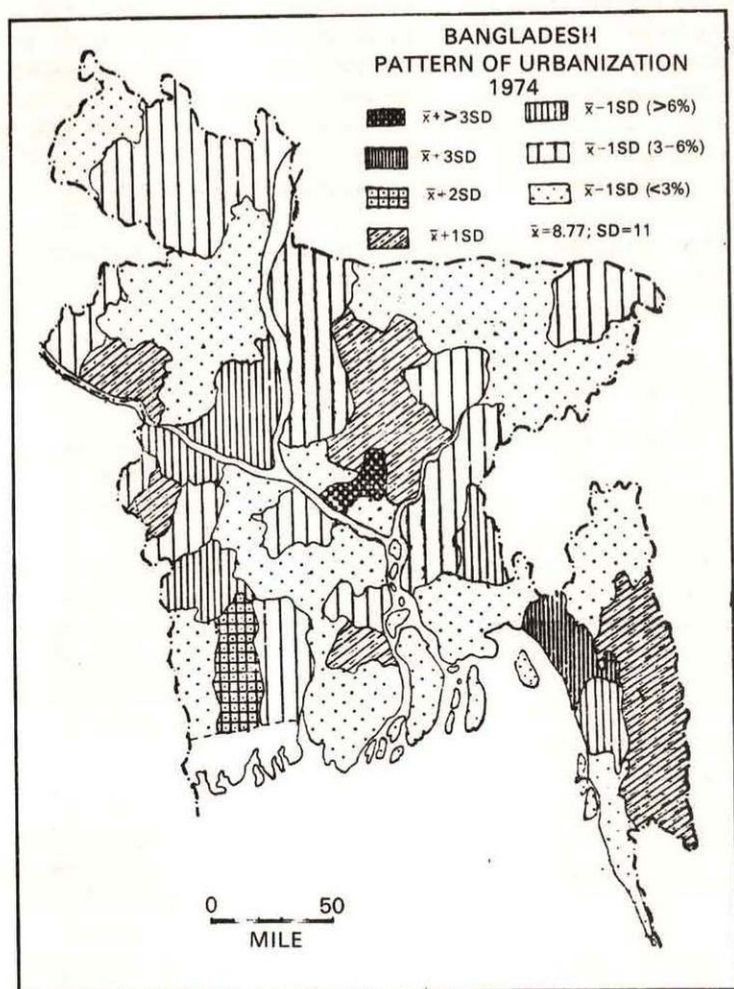 BANGLADESH
PATTERN OF URBANIZATION
1974
x̄+>3SD
x̄+3SD
x̄+2SD
x̄+1SD
x̄-1SD (>6%)
x̄-1SD (3-6%)
x̄-1SD (<3%)
x̄=8.77; SD=11
0 50
MILE